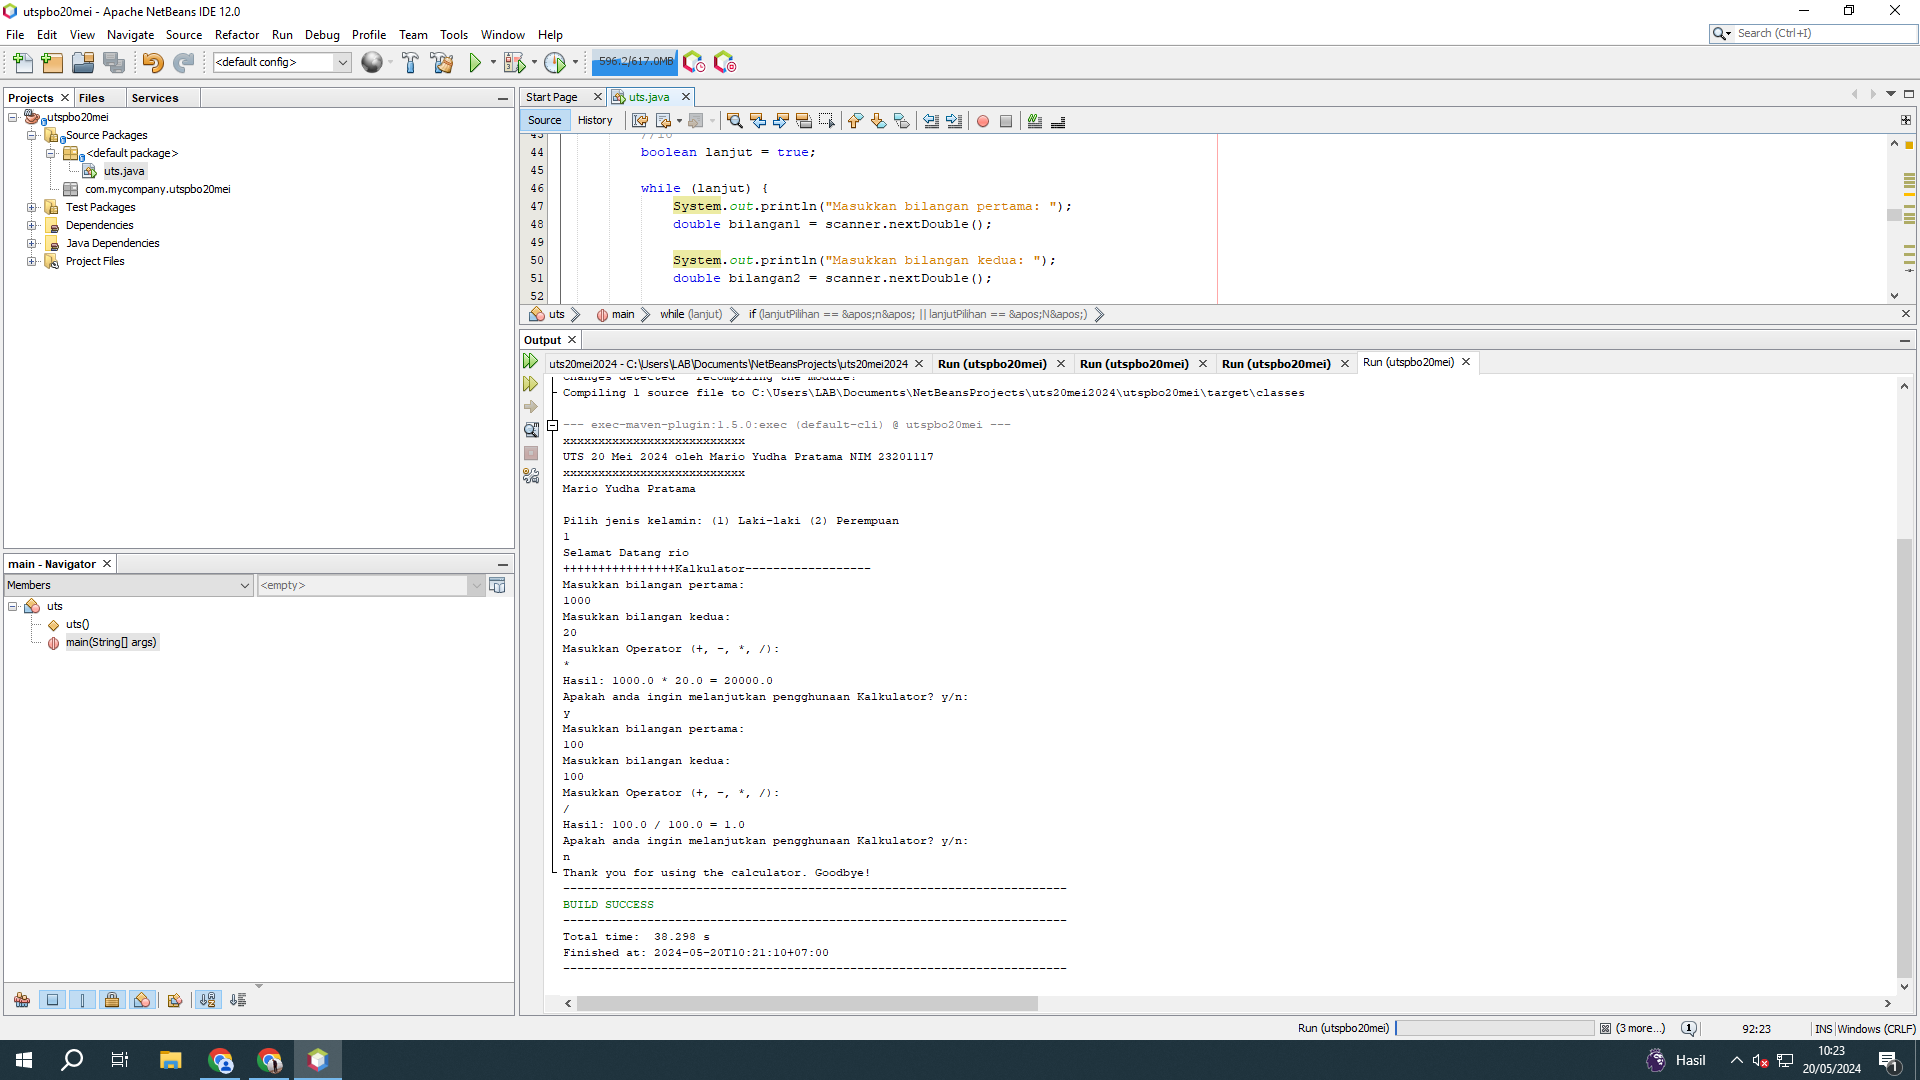 utspbo20mei - Apache NetBeans IDE 12.0
File Edit View Navigate Source Refactor Run Debug Profile Team Tools Window Help
Search (Ctrl+I)
<default config>
596.2/617.0MB
Projects Files Services
utspbo20mei
Source Packages
<default package>
uts.java
com.mycompany.utspbo20mei
Test Packages
Dependencies
Java Dependencies
Project Files
Start Page uts.java
Source History
43 //10
44 boolean lanjut = true;
45
46 while (lanjut) {
47 System.out.println("Masukkan bilangan pertama: ");
48 double bilangan1 = scanner.nextDouble();
49
50 System.out.println("Masukkan bilangan kedua: ");
51 double bilangan2 = scanner.nextDouble();
52
uts main while (lanjut) if (lanjutPilihan == &apos;n&apos; || lanjutPilihan == &apos;N&apos;)
Output
uts20mei2024 - C:\Users\LAB\Documents\NetBeansProjects\uts20mei2024 Run (utspbo20mei) Run (utspbo20mei) Run (utspbo20mei) Run (utspbo20mei)
Changes detected - recompiling the module!
Compiling 1 source file to C:\Users\LAB\Documents\NetBeansProjects\uts20mei2024\utspbo20mei\target\classes
--- exec-maven-plugin:1.5.0:exec (default-cli) @ utspbo20mei ---
xxxxxxxxxxxxxxxxxxxxxxxxxx
UTS 20 Mei 2024 oleh Mario Yudha Pratama NIM 23201117
xxxxxxxxxxxxxxxxxxxxxxxxxx
Mario Yudha Pratama
Pilih jenis kelamin: (1) Laki-laki (2) Perempuan
1
Selamat Datang rio
++++++++++++++++Kalkulator------------------
Masukkan bilangan pertama:
1000
Masukkan bilangan kedua:
20
Masukkan Operator (+, -, *, /):
*
Hasil: 1000.0 * 20.0 = 20000.0
Apakah anda ingin melanjutkan pengghunaan Kalkulator? y/n:
y
Masukkan bilangan pertama:
100
Masukkan bilangan kedua:
100
Masukkan Operator (+, -, *, /):
/
Hasil: 100.0 / 100.0 = 1.0
Apakah anda ingin melanjutkan pengghunaan Kalkulator? y/n:
n
Thank you for using the calculator. Goodbye!
------------------------------------------------------------------------
BUILD SUCCESS
------------------------------------------------------------------------
Total time:  38.298 s
Finished at: 2024-05-20T10:21:10+07:00
------------------------------------------------------------------------
main - Navigator
Members <empty>
uts
uts()
main(String[] args)
Run (utspbo20mei) (3 more...) 1 92:23 INS Windows (CRLF)
Hasil
10:23
20/05/2024
1